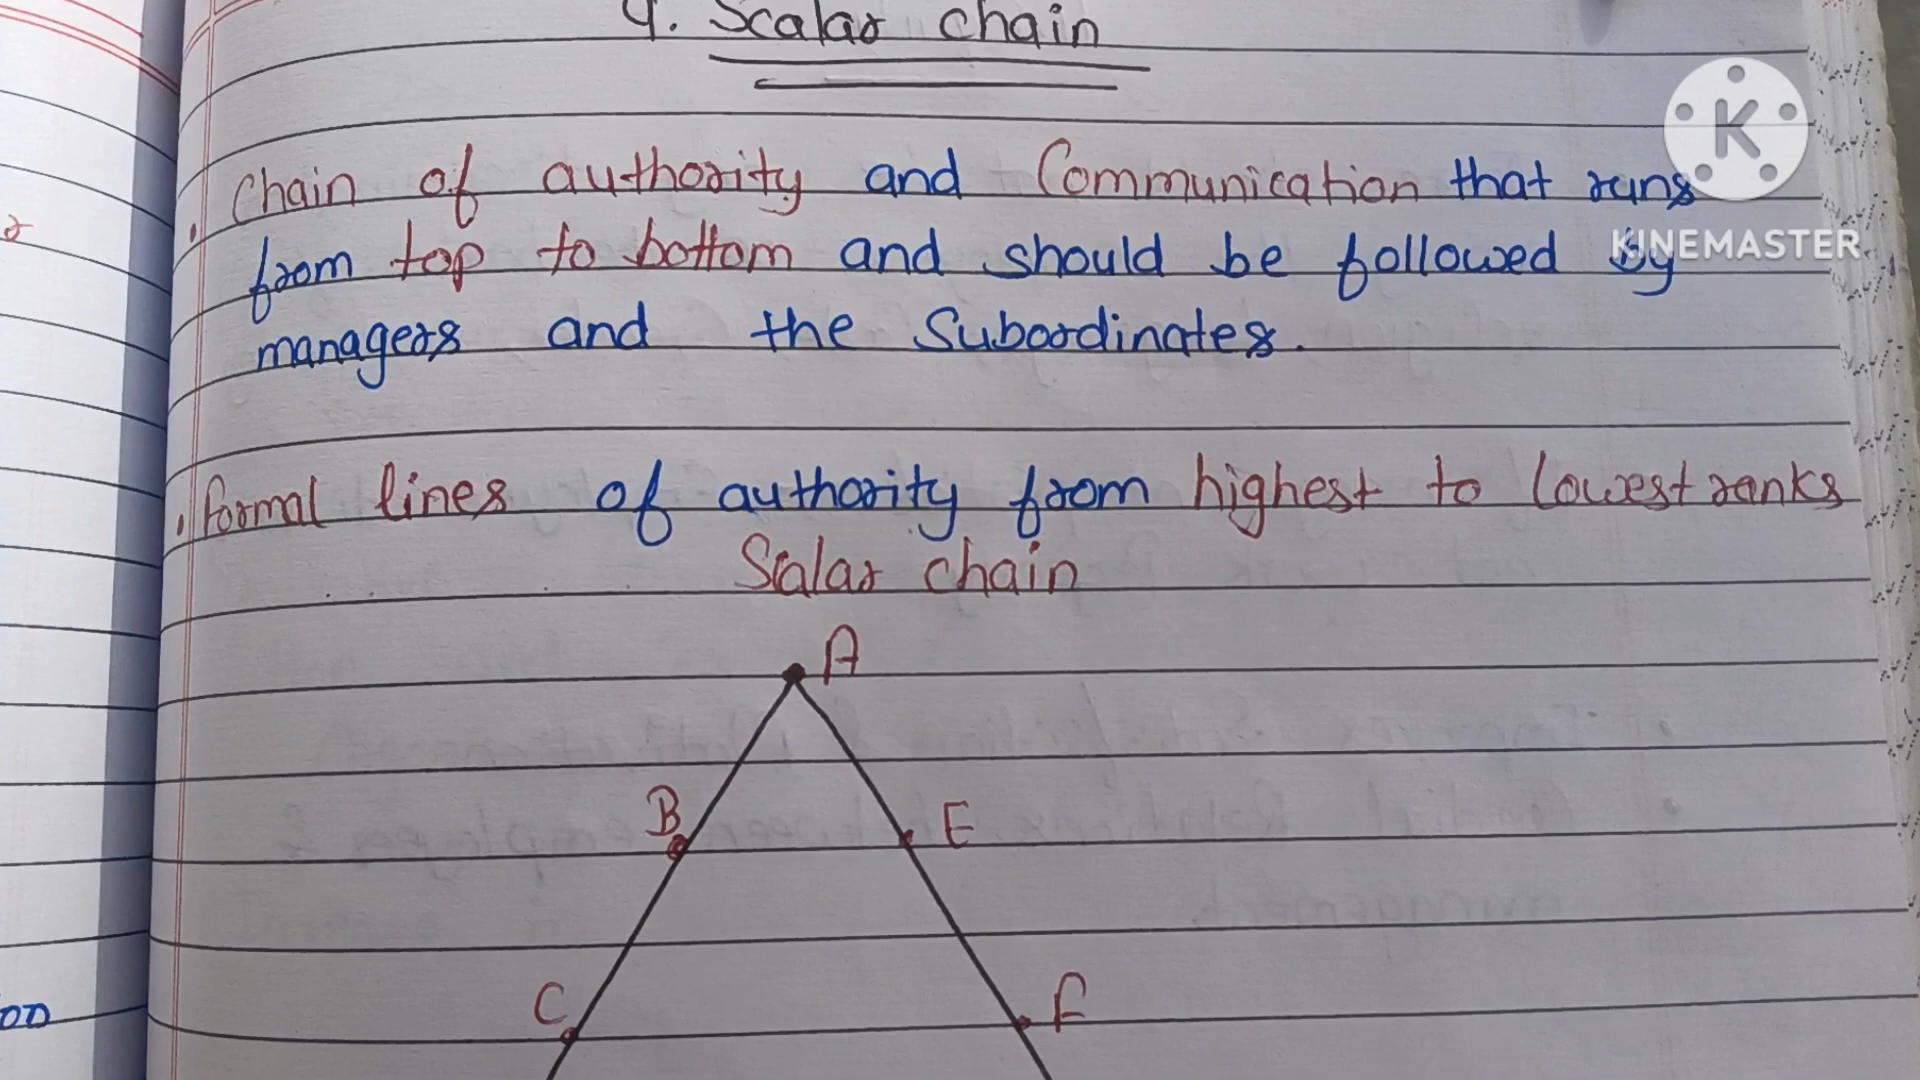 9. Scalar chain
• Chain of authority and Communication that runs
from top to bottom and should be followed by
managers and the Subordinates.
• formal lines of authority from highest to lowest ranks
Scalar chain
A
B E
C F
K
KINEMASTER